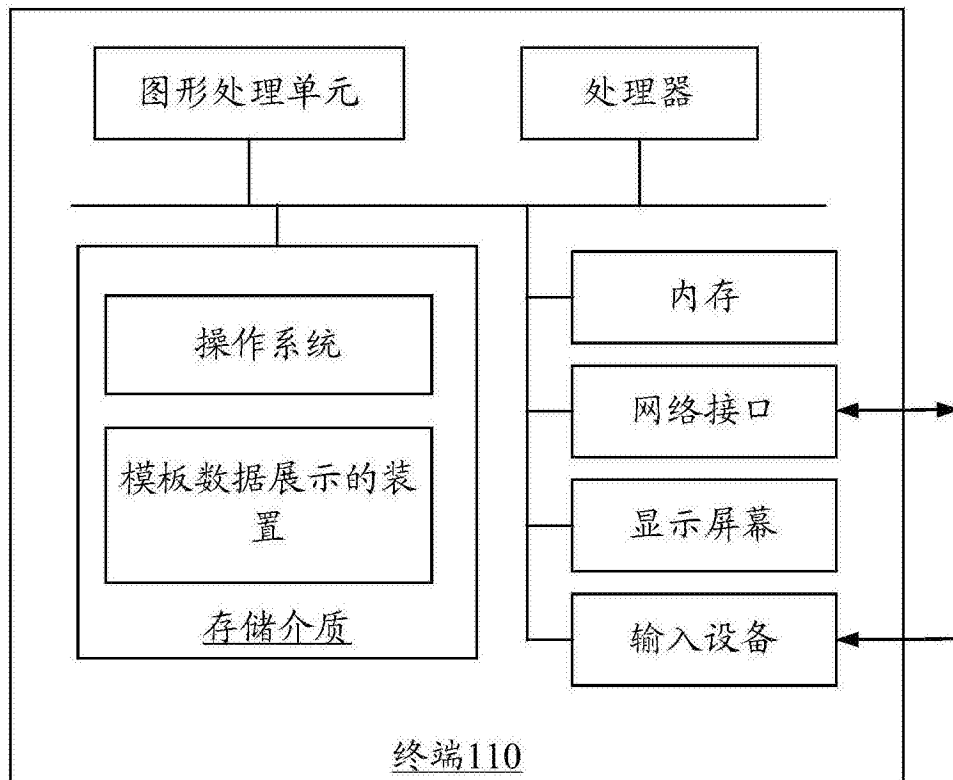 图形处理单元
处理器
操作系统
模板数据展示的装
置
存储介质
内存
网络接口
显示屏幕
输入设备
终端110